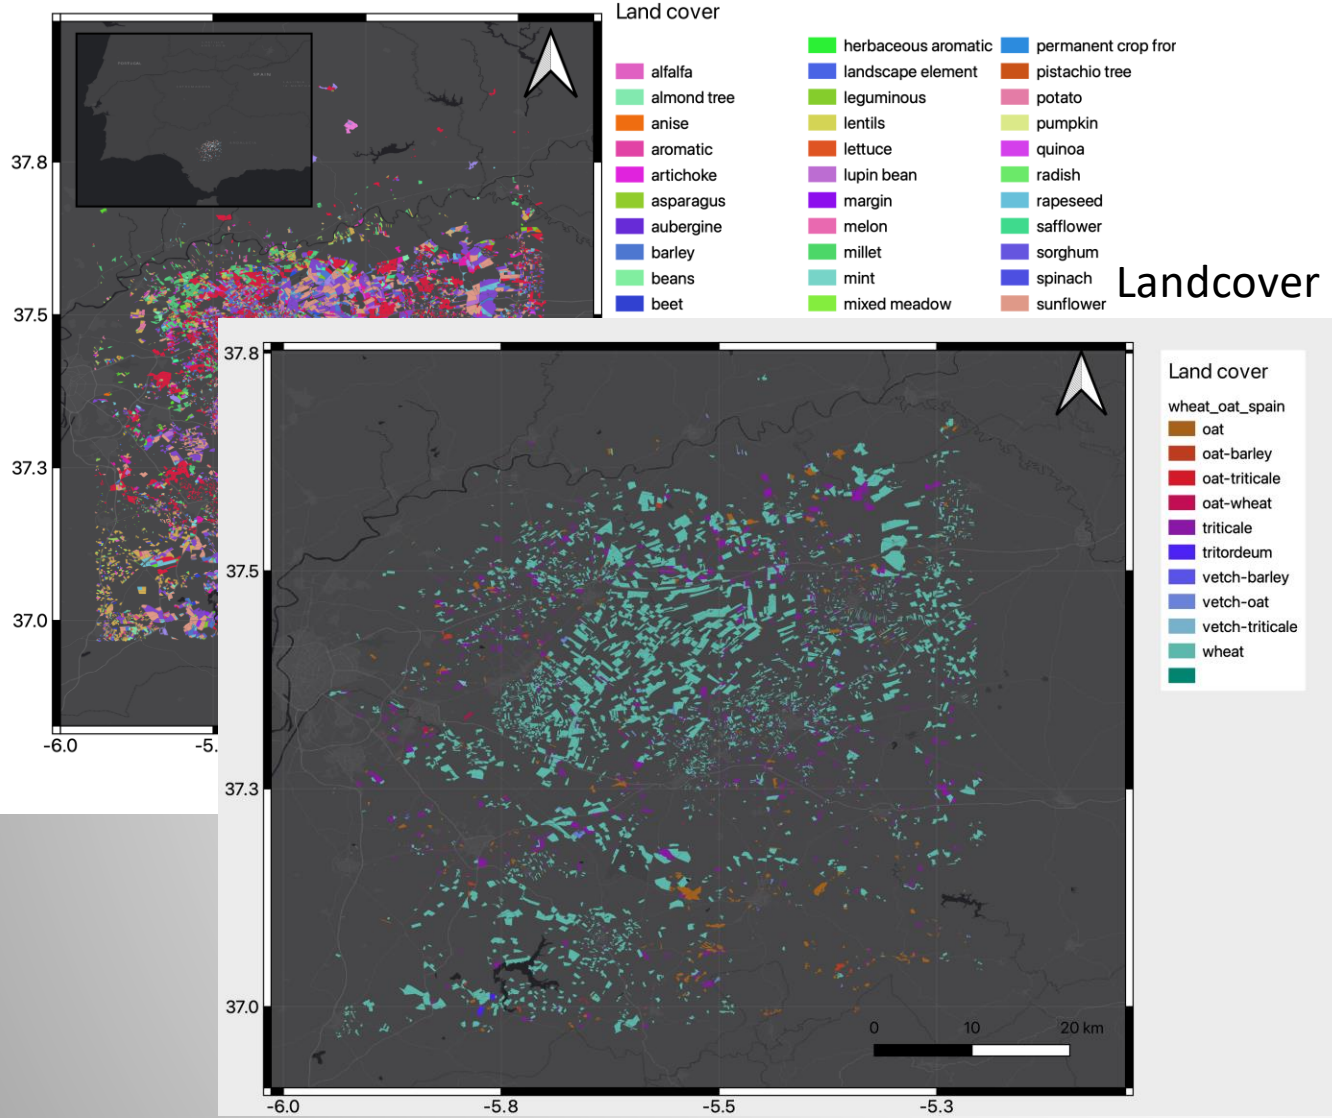 Land cover
alfalfa
almond tree
anise
aromatic
artichoke
asparagus
aubergine
barley
beans
beet
herbaceous aromatic
landscape element
leguminous
lentils
lettuce
lupin bean
margin
melon
millet
mint
mixed meadow
permanent crop fror
pistachio tree
potato
pumpkin
quinoa
radish
rapeseed
safflower
sorghum
spinach
sunflower
Landcover
37.8
37.5
37.3
37.0
-6.0
-5.
37.8
37.5
37.3
37.0
-6.0
-5.8
-5.5
-5.3
0 10 20 km
Land cover
wheat_oat_spain
oat
oat-barley
oat-triticale
oat-wheat
triticale
tritordeum
vetch-barley
vetch-oat
vetch-triticale
wheat